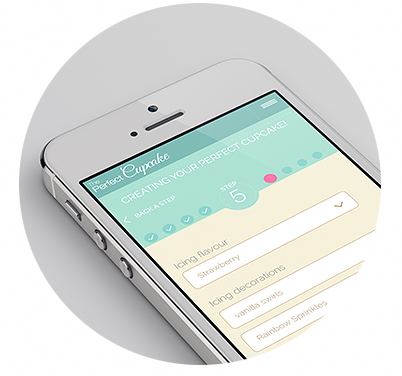 The
Perfect Cupcake
CREATING YOUR PERFECT CUPCAKE!
BACK A STEP
STEP
5
Icing flavour
Strawberry
Icing decorations
vanilla swirls
Rainbow Sprinkles